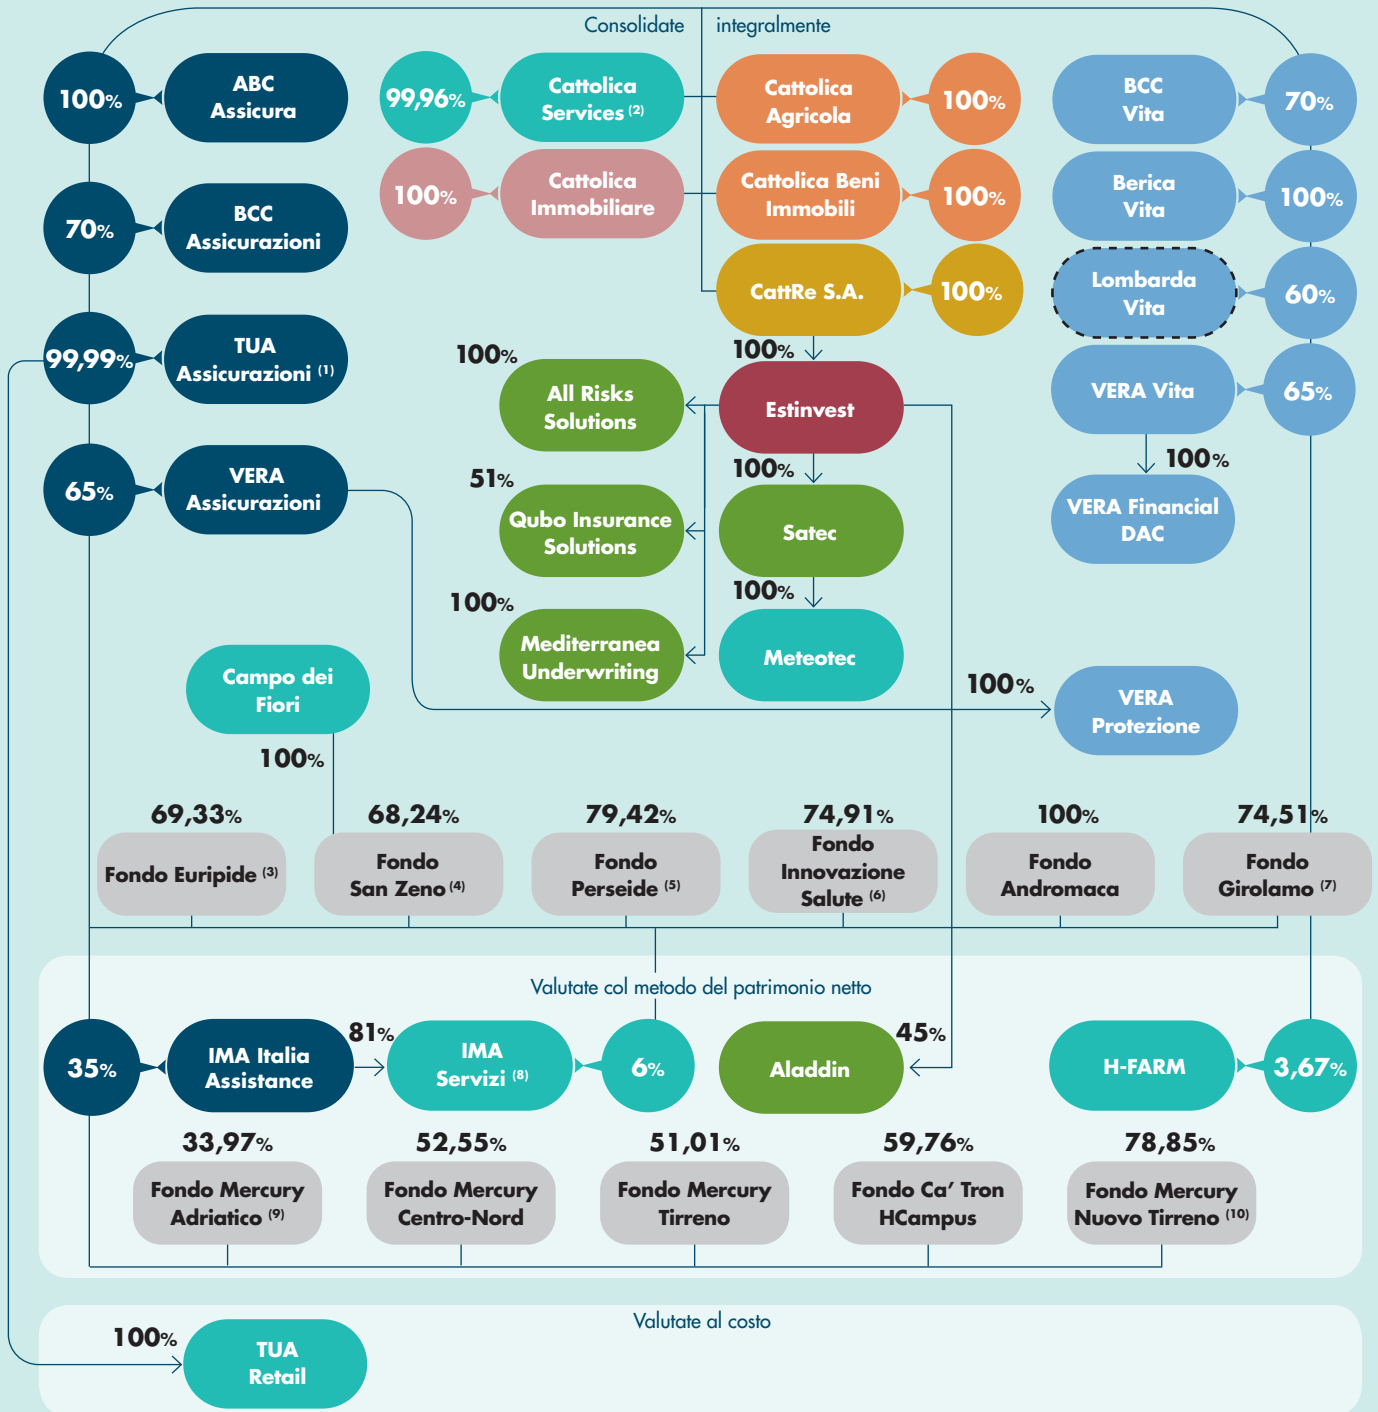 Consolidate integralmente
100%
ABC
Assicura
99,96%
Cattolica
Services (2)
Cattolica
Agricola
100%
BCC
Vita
70%
100%
Cattolica
Immobiliare
Cattolica Beni
Immobili
100%
Berica
Vita
100%
70%
BCC
Assicurazioni
CattRe S.A.
100%
Lombarda
Vita
60%
99,99%
TUA
Assicurazioni (1)
100%
All Risks
Solutions
100%
Estinvest
VERA Vita
65%
65%
VERA
Assicurazioni
51%
Qubo Insurance
Solutions
100%
Satec
100%
VERA Financial
DAC
100%
Mediterranea
Underwriting
100%
Meteotec
Campo dei
Fiori
100%
100%
VERA
Protezione
69,33%
Fondo Euripide (3)
68,24%
Fondo
San Zeno (4)
79,42%
Fondo
Perseide (5)
74,91%
Fondo
Innovazione
Salute (6)
100%
Fondo
Andromaca
74,51%
Fondo
Girolamo (7)
Valutate col metodo del patrimonio netto
35%
IMA Italia
Assistance
81%
IMA
Servizi (8)
6%
Aladdin
45%
H-FARM
3,67%
33,97%
Fondo Mercury
Adriatico (9)
52,55%
Fondo Mercury
Centro-Nord
51,01%
Fondo Mercury
Tirreno
59,76%
Fondo Ca’ Tron
HCampus
78,85%
Fondo Mercury
Nuovo Tirreno (10)
Valutate al costo
100%
TUA
Retail